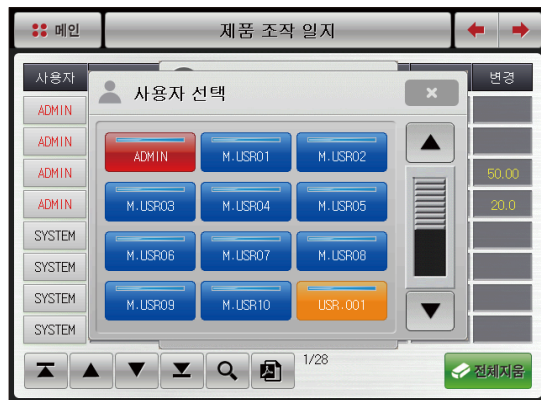 메인
제품 조작 일지
사용자
변경
사용자 선택
ADMIN
ADMIN
ADMIN 50.00
ADMIN 20.0
SYSTEM
SYSTEM
SYSTEM
SYSTEM
ADMIN M.USR01 M.USR02
M.USR03 M.USR04 M.USR05
M.USR06 M.USR07 M.USR08
M.USR09 M.USR10 USR.001
1/28
전체지움